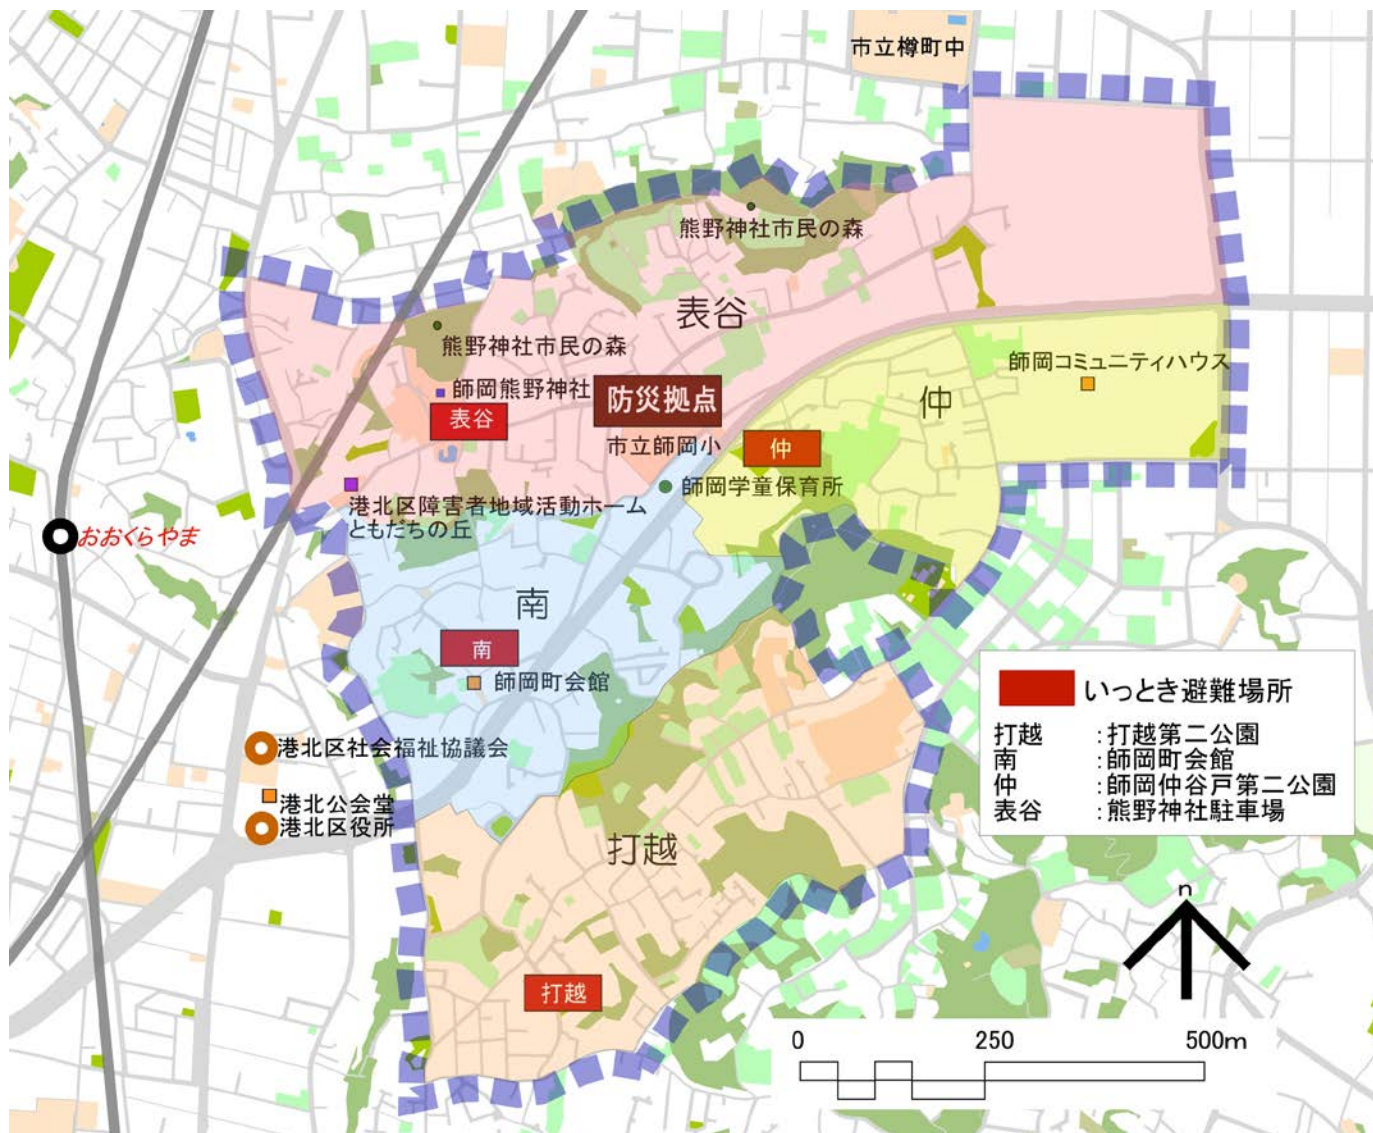 市立樽町中
熊野神社市民の森
表谷
熊野神社市民の森
師岡コミュニティハウス
師岡熊野神社
防災拠点
仲
表谷
市立師岡小
仲
師岡学童保育所
港北区障害者地域活動ホーム
ともだちの丘
おおくらやま
南
南
師岡町会館
いっとき避難場所
打越 :打越第二公園
南 :師岡町会館
仲 :師岡仲谷戸第二公園
表谷 :熊野神社駐車場
港北区社会福祉協議会
港北公会堂
港北区役所
打越
n
打越
0 250 500m